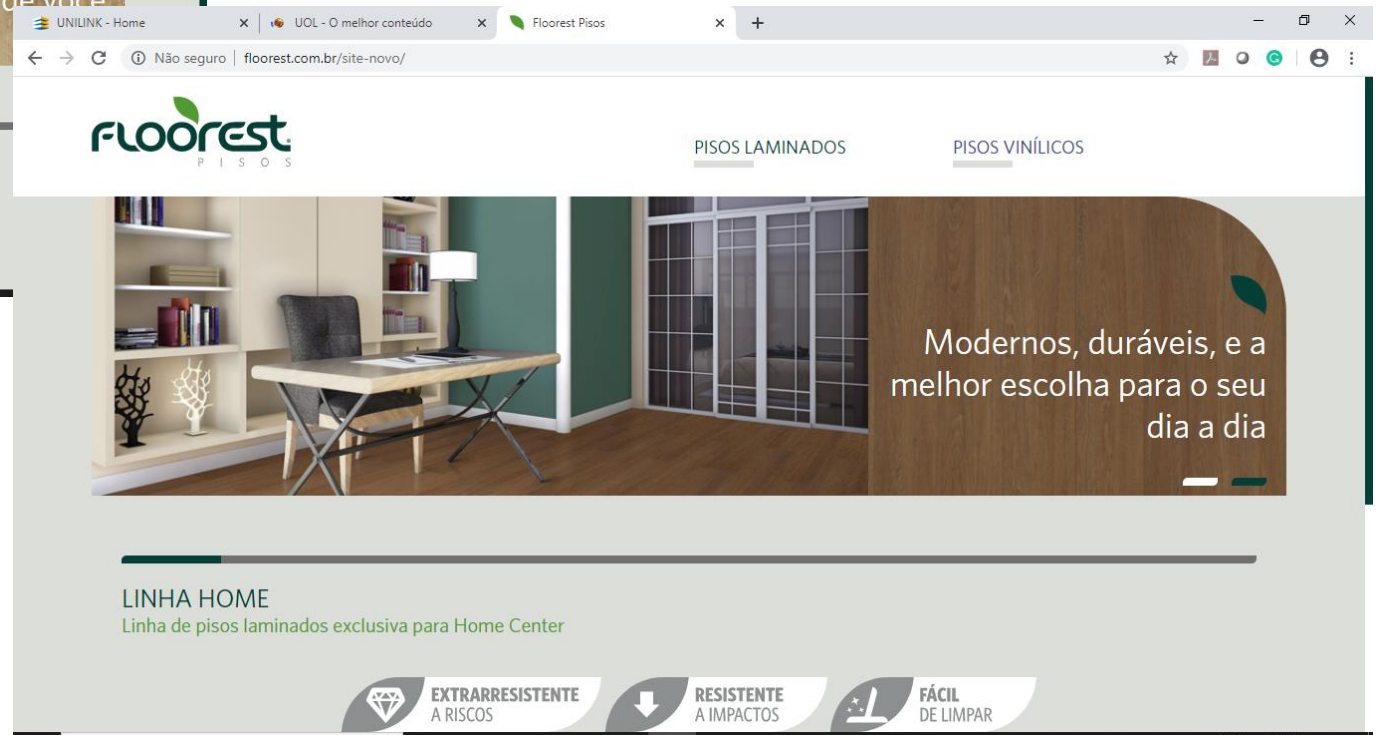 de você
UNILINK - Home
UOL - O melhor conteúdo
Floorest Pisos
Não seguro | floorest.com.br/site-novo/
FLOOREST
PISOS
PISOS LAMINADOS
PISOS VINÍLICOS
Modernos, duráveis, e a
melhor escolha para o seu
dia a dia
LINHA HOME
Linha de pisos laminados exclusiva para Home Center
EXTRARRESISTENTE
A RISCOS
RESISTENTE
A IMPACTOS
FÁCIL
DE LIMPAR